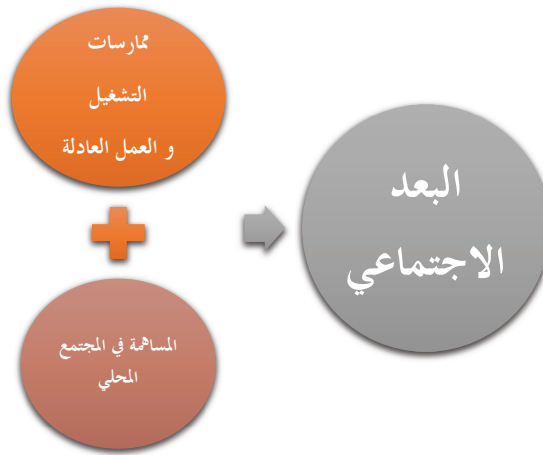 ممارسات
التشغيل
و العمل العادلة
المساهمة في المجتمع
المحلي
البعد
الاجتماعي